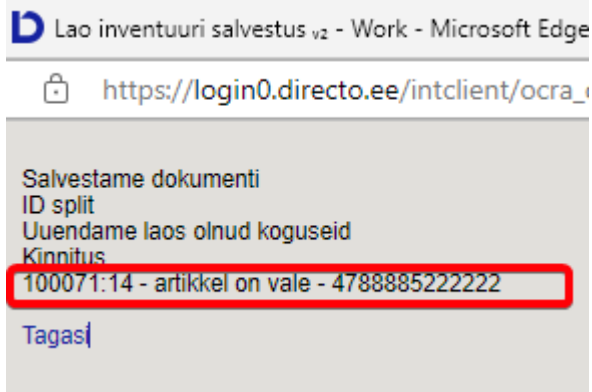 Lao inventuuri salvestus v2 - Work - Microsoft Edge
https://login0.directo.ee/intclient/ocra_
Salvestame dokumenti
ID split
Uuendame laos olnud koguseid
Kinnitus
100071:14 - artikkel on vale - 4788885222222
Tagasi